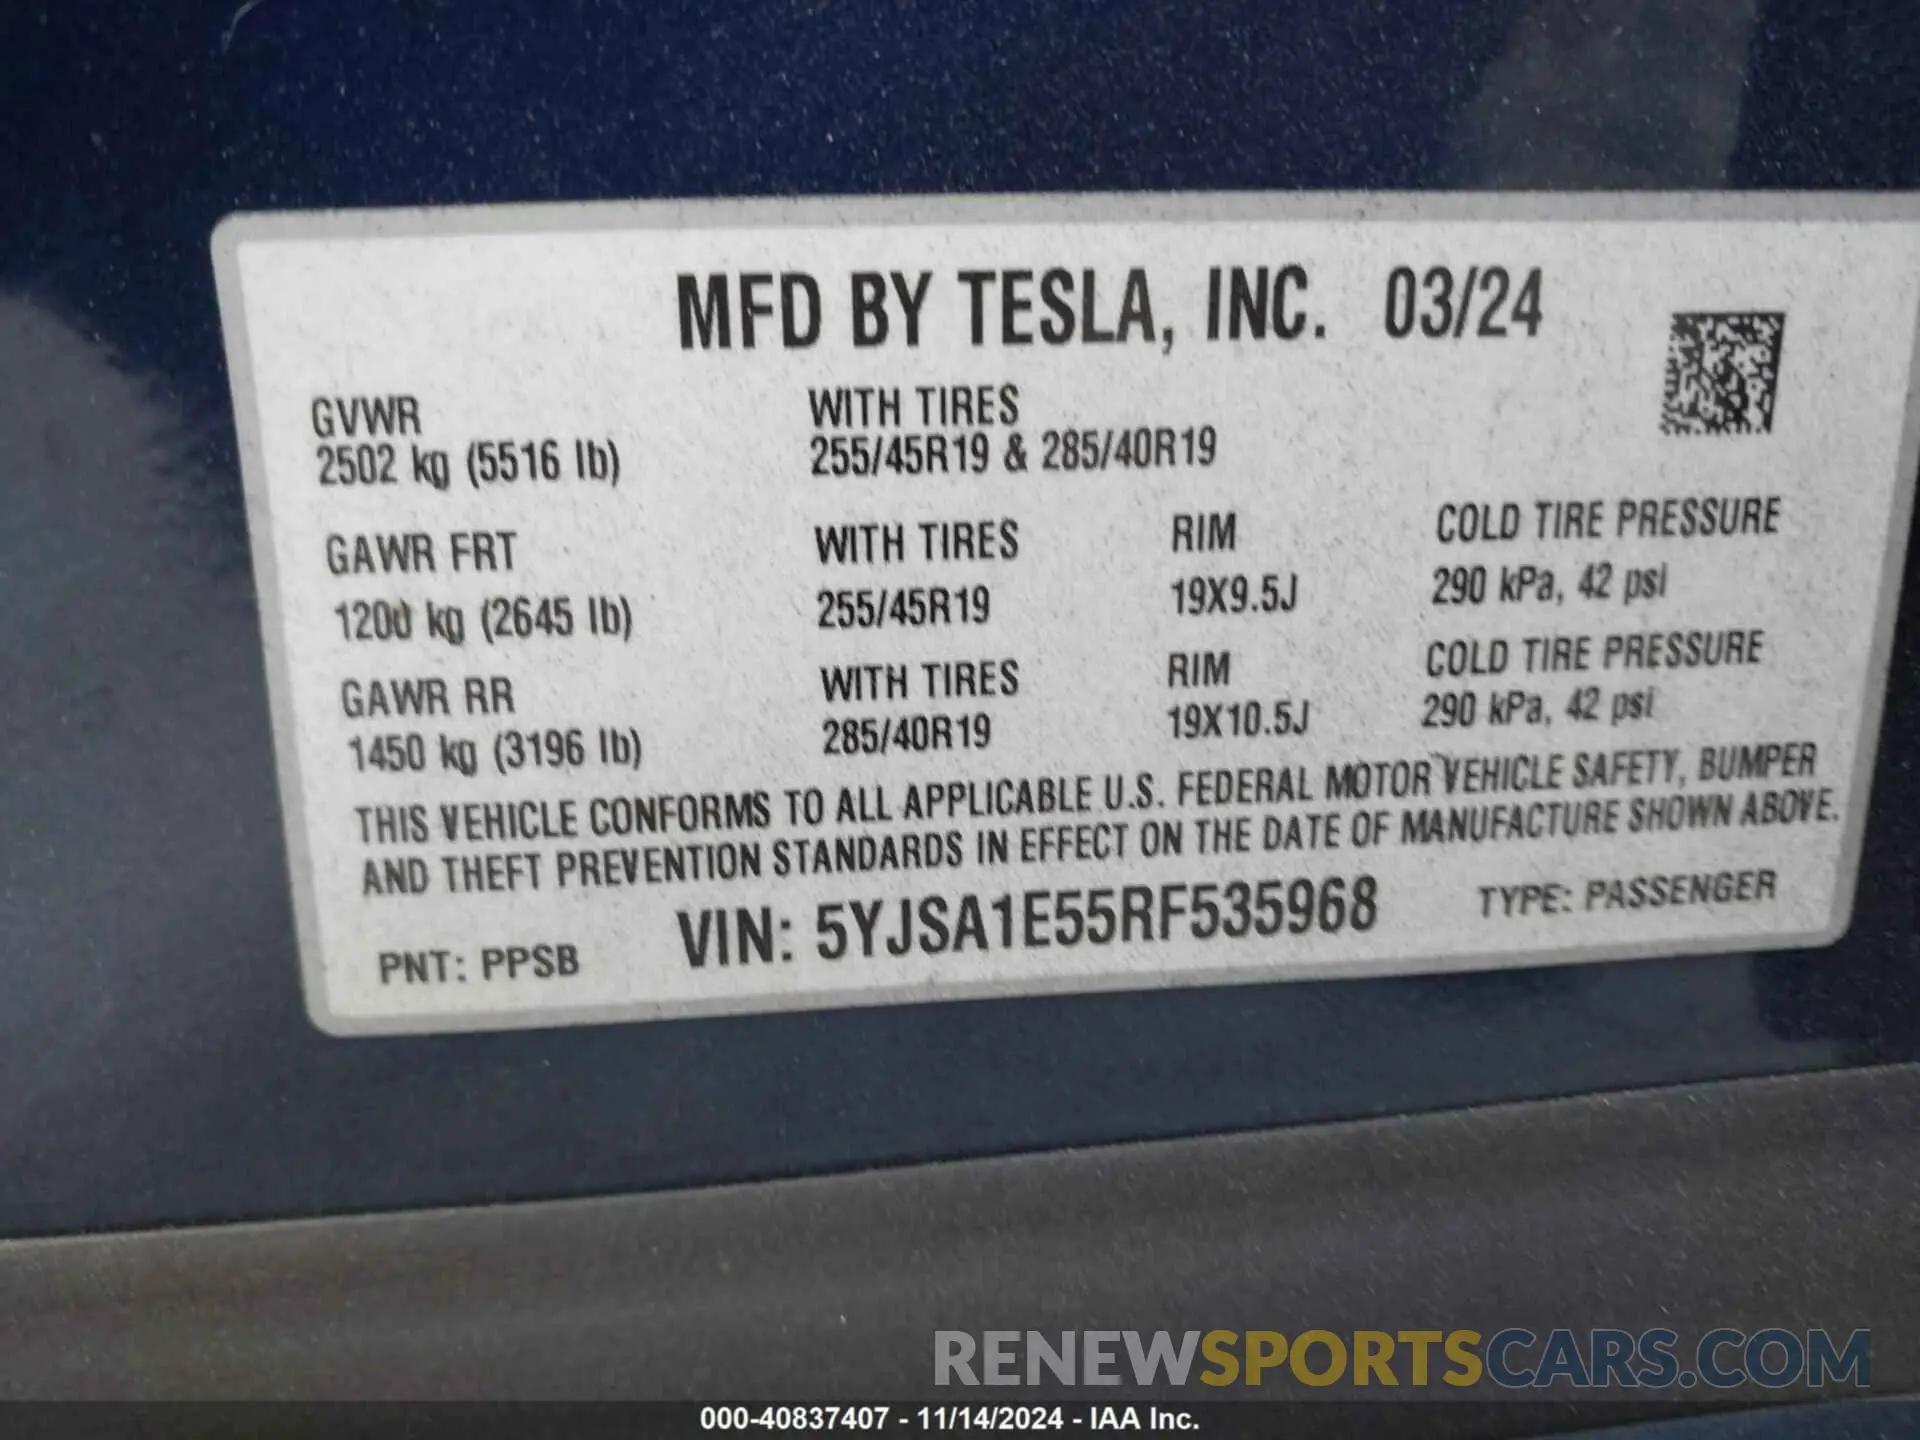 MFD BY TESLA, INC. 03/24
GVWR WITH TIRES
2502 kg (5516 lb) 255/45R19 & 285/40R19
GAWR FRT WITH TIRES RIM COLD TIRE PRESSURE
1200 kg (2645 lb) 255/45R19 19X9.5J 290 kPa, 42 psi
GAWR RR WITH TIRES RIM COLD TIRE PRESSURE
1450 kg (3196 lb) 285/40R19 19X10.5J 290 kPa, 42 psi
THIS VEHICLE CONFORMS TO ALL APPLICABLE U.S. FEDERAL MOTOR VEHICLE SAFETY, BUMPER
AND THEFT PREVENTION STANDARDS IN EFFECT ON THE DATE OF MANUFACTURE SHOWN ABOVE.
PNT: PPSB VIN: 5YJSA1E55RF535968 TYPE: PASSENGER
RENEWSPORTSCARS.COM
000-40837407 - 11/14/2024 - IAA Inc.